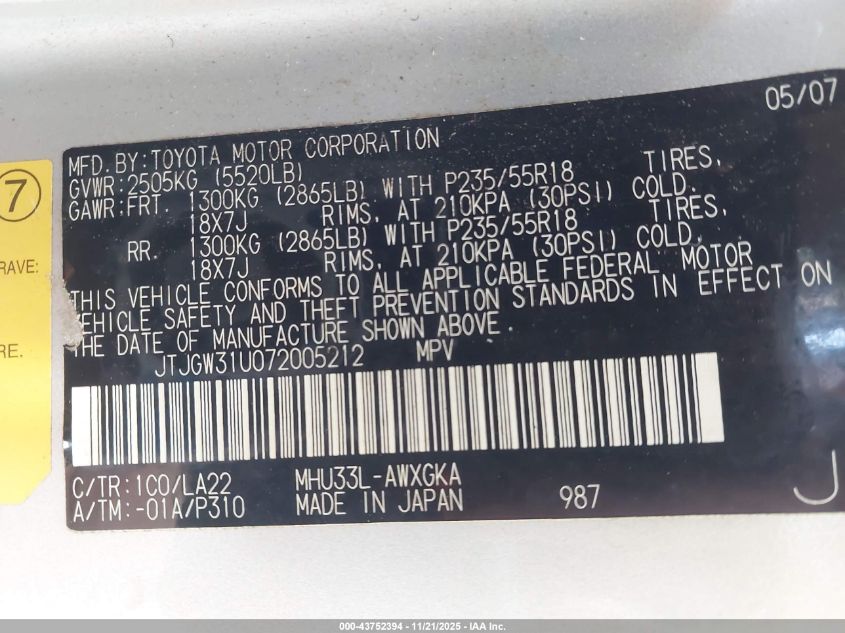 05/07
MFD. BY: TOYOTA MOTOR CORPORATION
GVWR: 2505KG (5520LB)
GAWR: FRT. 1300KG (2865LB) WITH P235/55R18 TIRES,
18X7J RIMS, AT 210KPA (30PSI) COLD.
RR. 1300KG (2865LB) WITH P235/55R18 TIRES,
18X7J RIMS, AT 210KPA (30PSI) COLD.
THIS VEHICLE CONFORMS TO ALL APPLICABLE FEDERAL MOTOR
VEHICLE SAFETY AND THEFT PREVENTION STANDARDS IN EFFECT ON
THE DATE OF MANUFACTURE SHOWN ABOVE.
JTJGW31U072005212 MPV
C/TR: 1C0/LA22 MHU33L-AWXGKA
A/TM: -01A/P310 MADE IN JAPAN 987 J
7
RAVE:
RE.
000-43752394 - 11/21/2025 - IAA Inc.